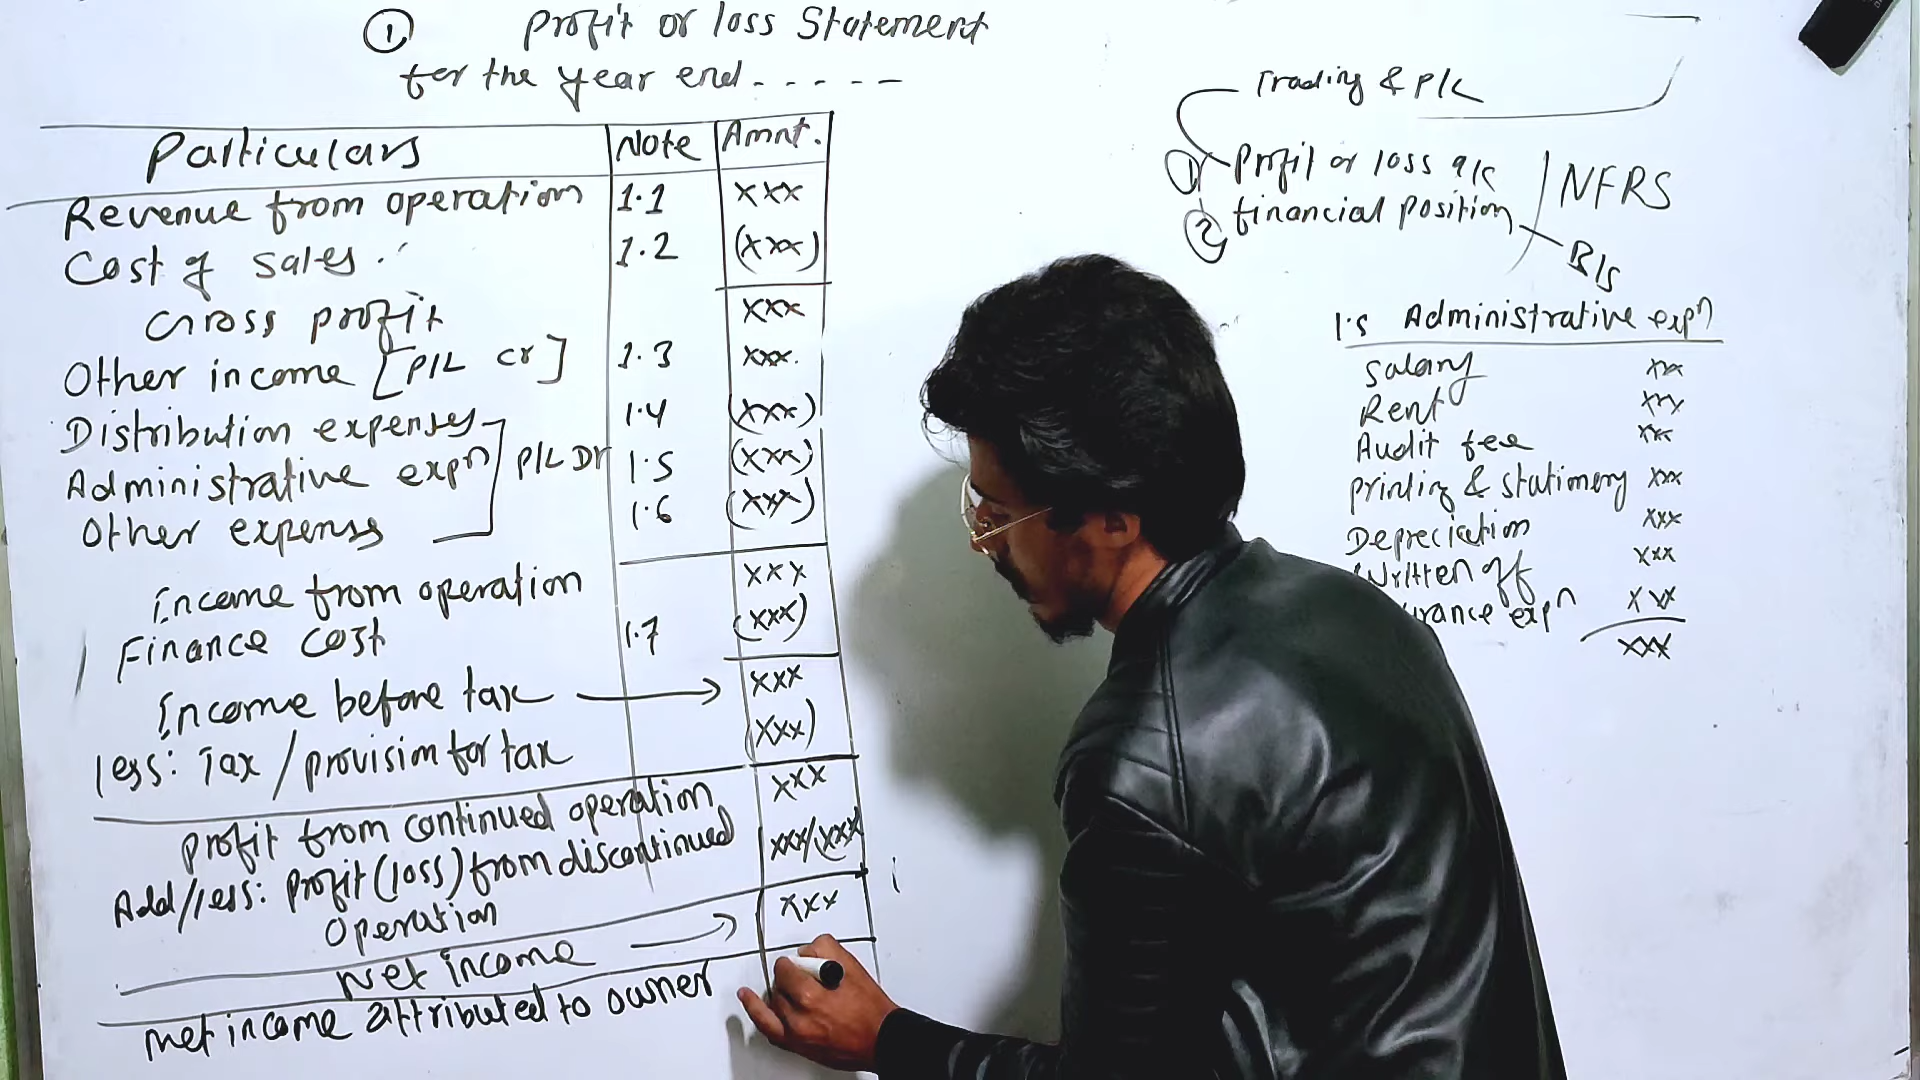 ① Profit or loss Statement
for the year end.....
Particulars Note Amnt.
Revenue from operation 1.1 xxx
Cost of sales. 1.2 (xxx)
Gross profit xxx
Other income [P/L cr] 1.3 xxx.
Distribution expenses 1.4 (xxx)
Administrative expn P/L Dr 1.5 (xxx)
Other expenses 1.6 (xxx)
Income from operation xxx
Finance cost 1.7 (xxx)
Income before tax → xxx
less: Tax / provision for tax (xxx)
profit from continued operation xxx
Add/less: profit (loss) from discontinued xxx/(xxx)
operation
Net income → xxx
net income attributed to owner
Trading & P/L
① Profit or loss a/c
② financial position
NFRS
B/s
1.5 Administrative expn
Salary xxx
Rent xxx
Audit fee xxx
printing & stationery xxx
Depreciation xxx
Written off xxx
urance expn xxx
xxx